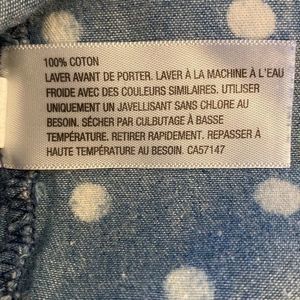 100% COTON
LAVER AVANT DE PORTER. LAVER À LA MACHINE À L'EAU
FROIDE AVEC DES COULEURS SIMILAIRES. UTILISER
UNIQUEMENT UN JAVELLISANT SANS CHLORE AU
BESOIN. SÉCHER PAR CULBUTAGE À BASSE
TEMPÉRATURE. RETIRER RAPIDEMENT. REPASSER À
HAUTE TEMPÉRATURE AU BESOIN. CA57147